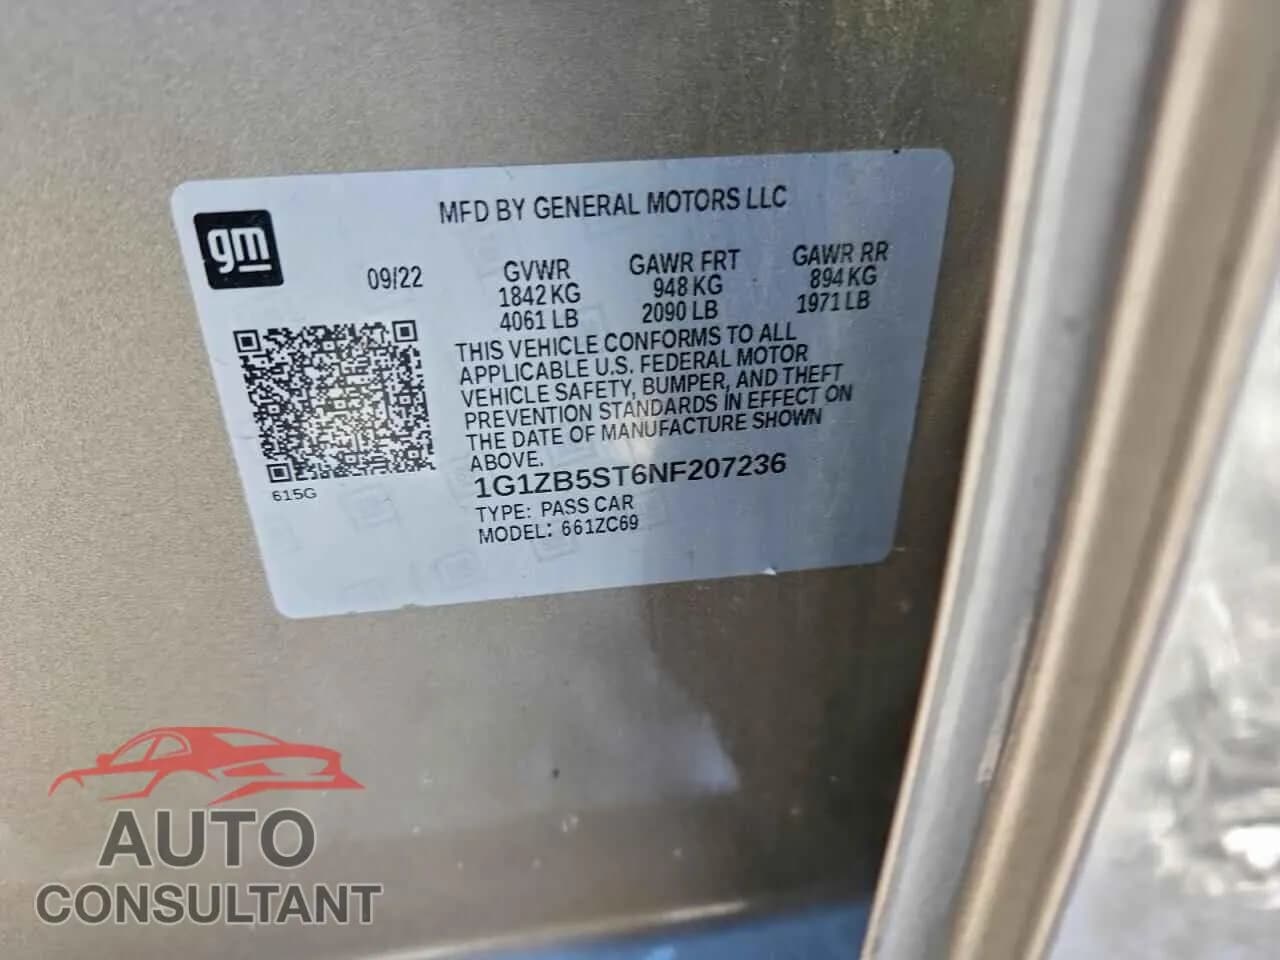 MFD BY GENERAL MOTORS LLC
gm
09/22
GVWR
1842 KG
4061 LB
GAWR FRT
948 KG
2090 LB
GAWR RR
894 KG
1971 LB
THIS VEHICLE CONFORMS TO ALL
APPLICABLE U.S. FEDERAL MOTOR
VEHICLE SAFETY, BUMPER, AND THEFT
PREVENTION STANDARDS IN EFFECT ON
THE DATE OF MANUFACTURE SHOWN
ABOVE.
615G
1G1ZB5ST6NF207236
TYPE: PASS CAR
MODEL: 661ZC69
AUTO
CONSULTANT